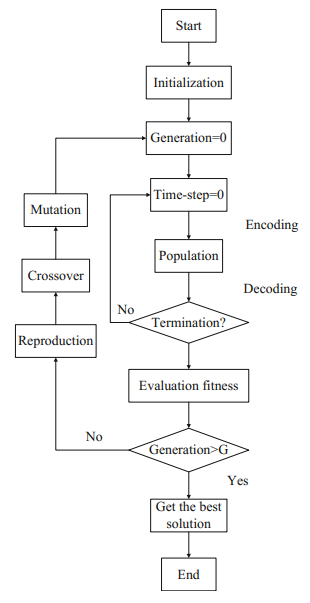 Start
Initialization
Generation=0
Time-step=0
Mutation
Encoding
Population
Crossover
Decoding
No
Termination?
Reproduction
Evaluation fitness
No
Generation>G
Yes
Get the best
solution
End